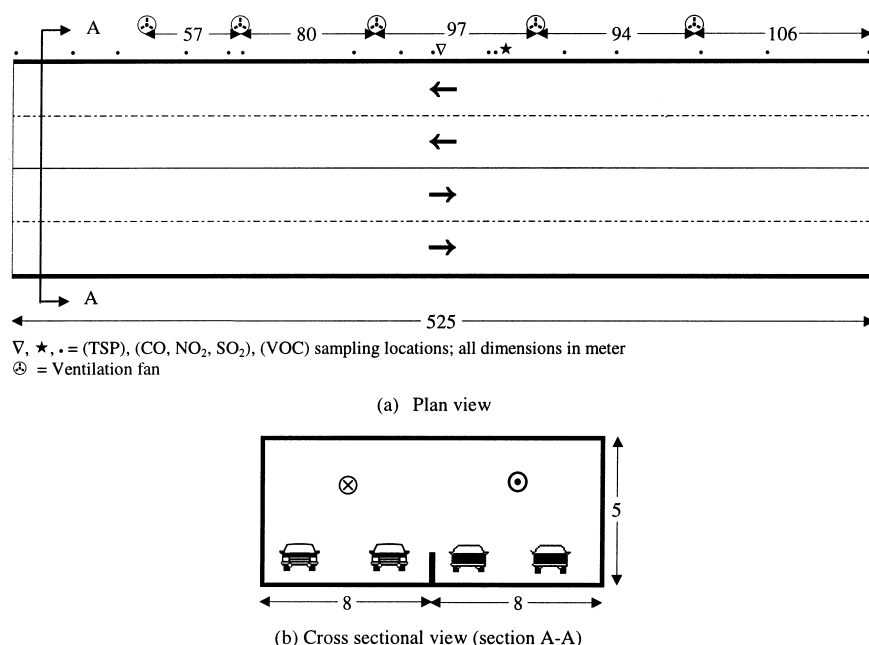 A
57
80
97
94
106
A
525
∇, ★, • = (TSP), (CO, NO₂, SO₂), (VOC) sampling locations; all dimensions in meter
= Ventilation fan
(a) Plan view
5
8
8
(b) Cross sectional view (section A-A)